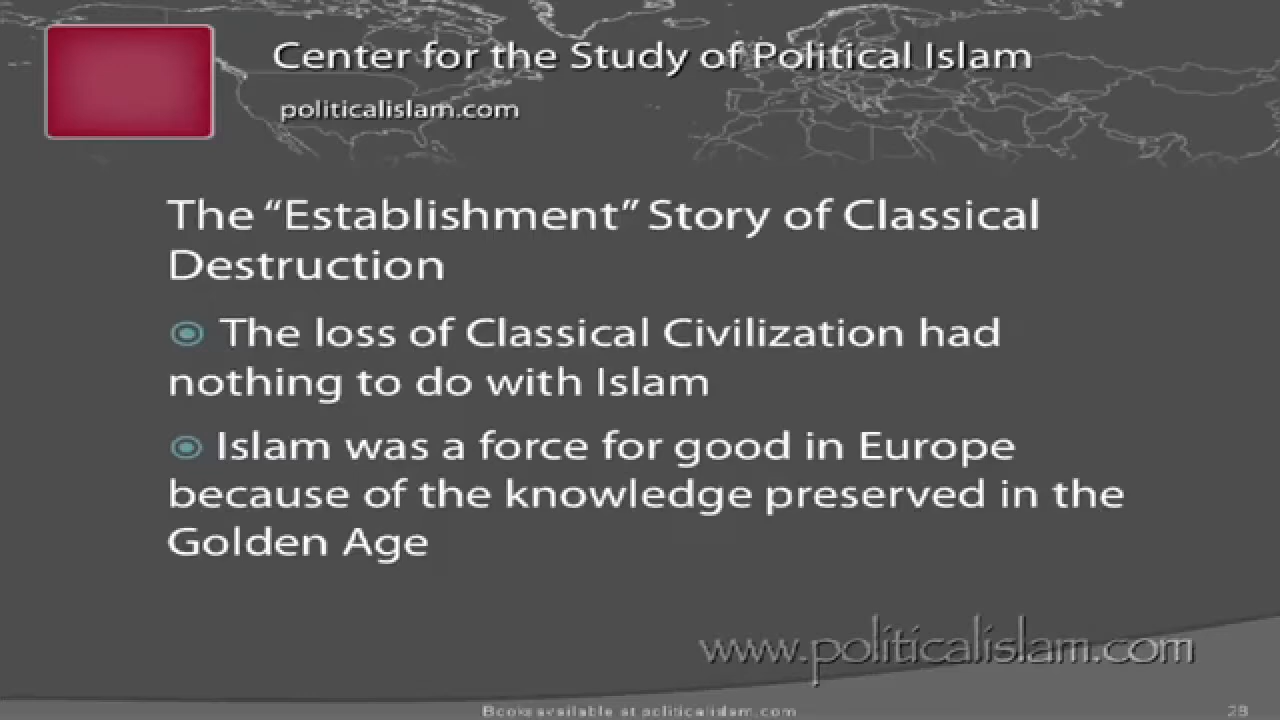 Center for the Study of Political Islam
politicalislam.com
The “Establishment” Story of Classical
Destruction
The loss of Classical Civilization had
nothing to do with Islam
Islam was a force for good in Europe
because of the knowledge preserved in the
Golden Age
www.politicalislam.com
Books available at politicalislam.com
28